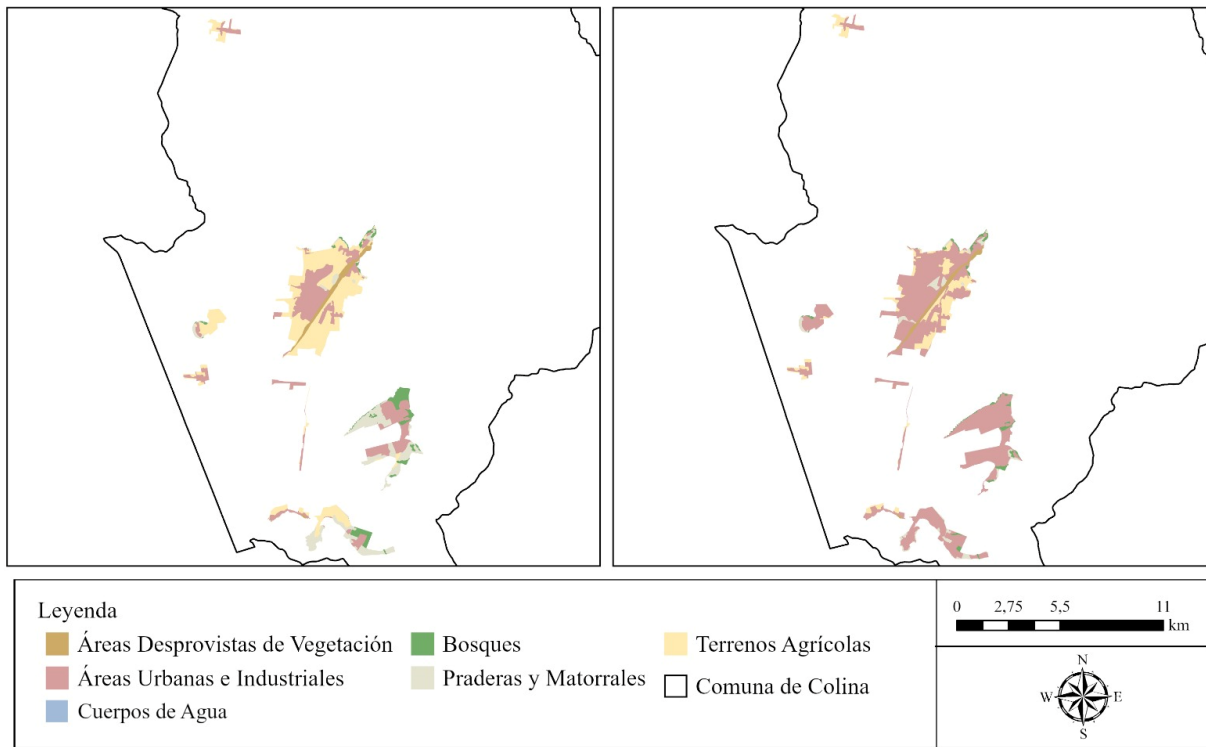 Leyenda
Áreas Desprovistas de Vegetación
Áreas Urbanas e Industriales
Cuerpos de Agua
Bosques
Praderas y Matorrales
Terrenos Agrícolas
Comuna de Colina
0 2,75 5,5 11
km
N
W E
S